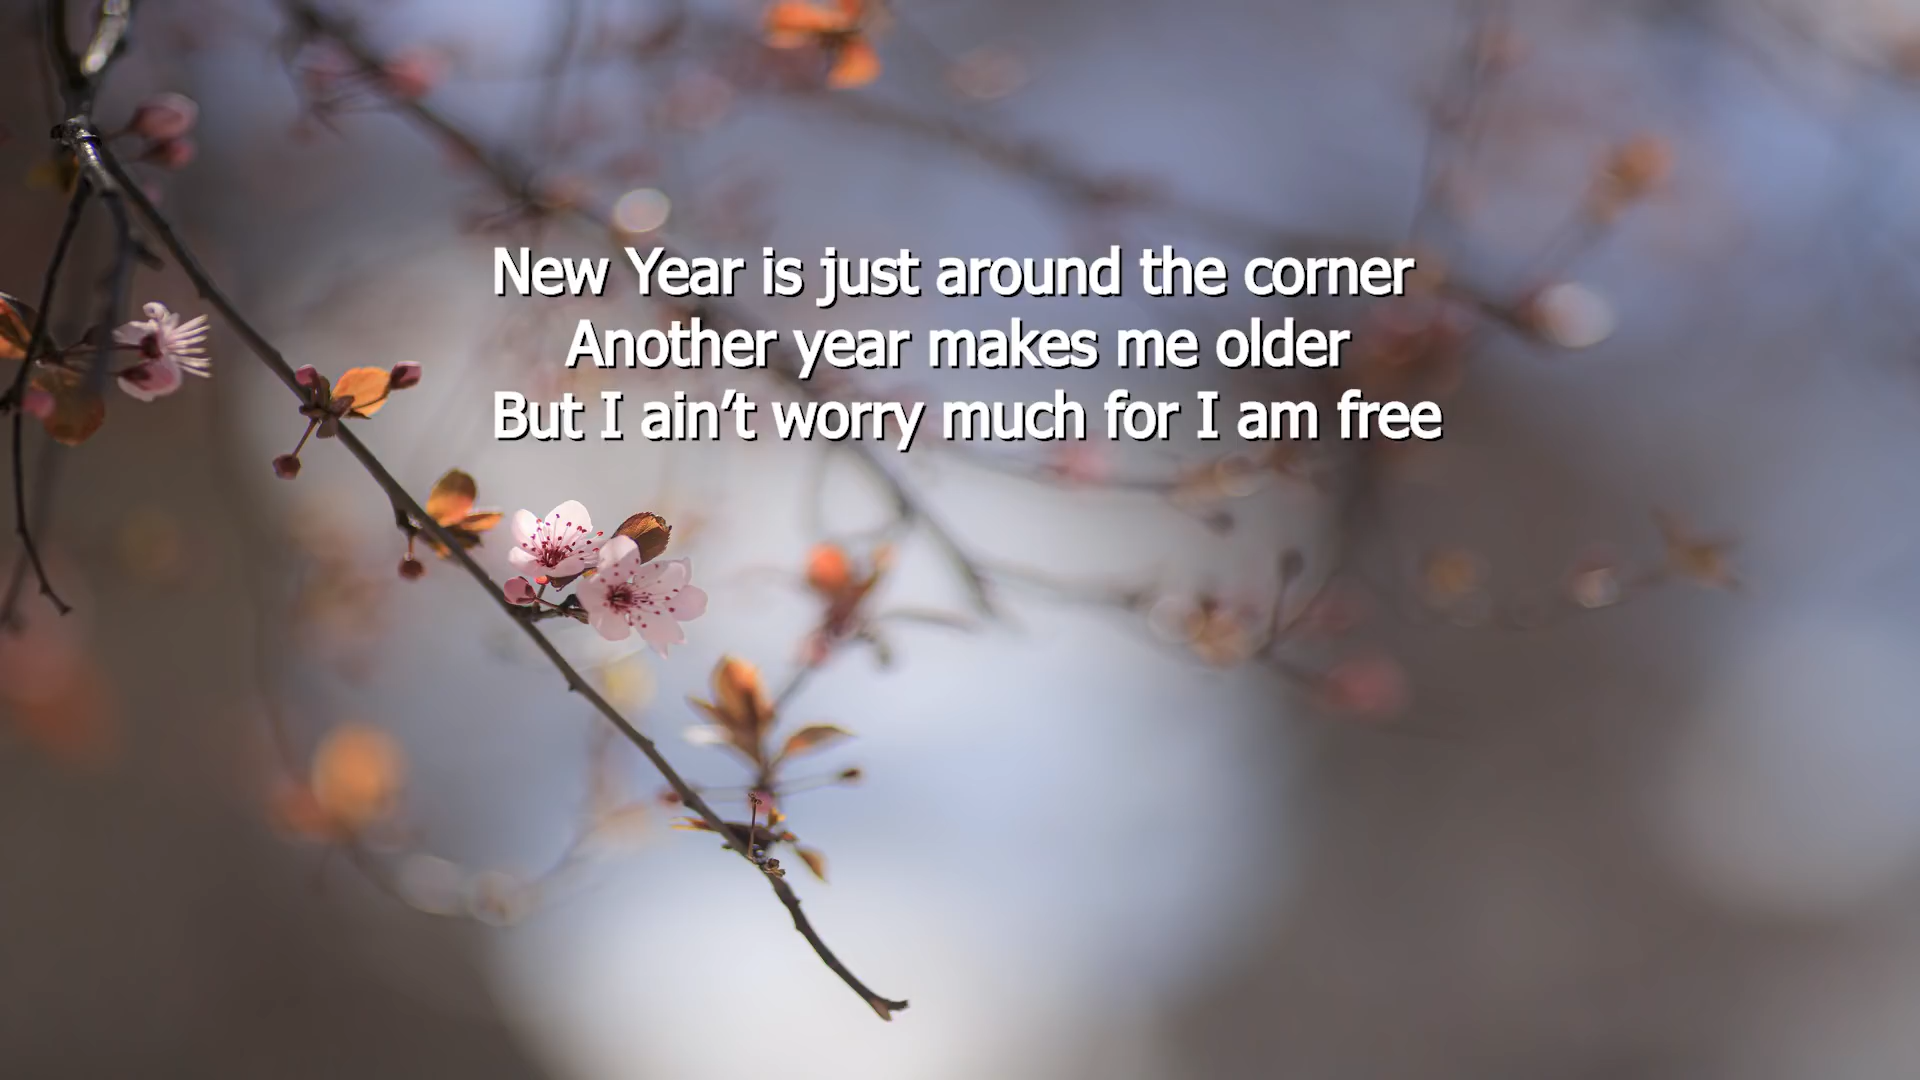 New Year is just around the corner
Another year makes me older
But I ain’t worry much for I am free